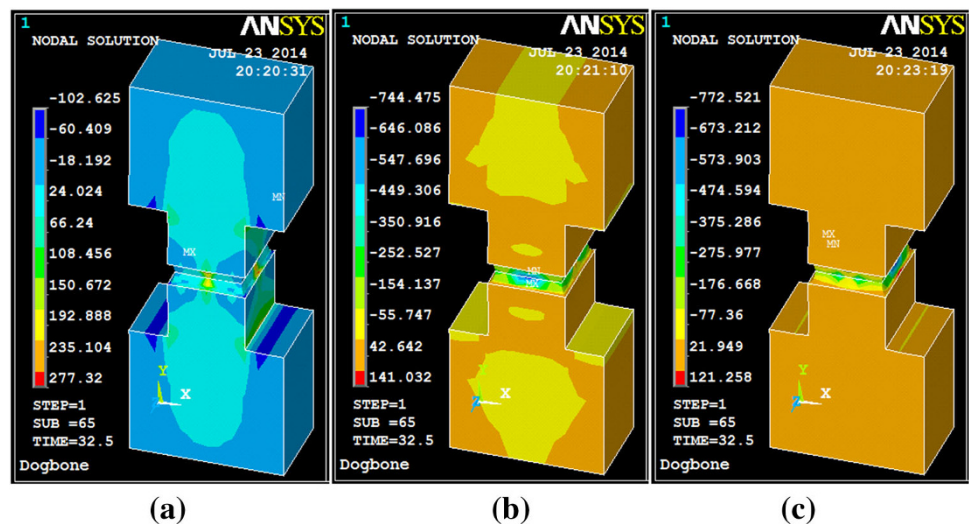 1
ANSYS
NODAL SOLUTION
JUL 23 2014
20:20:31
-102.625
-60.409
-18.192
24.024
66.24
108.456
150.672
192.888
235.104
277.32
MN
MX
Y
Z
X
STEP=1
SUB =65
TIME=32.5
Dogbone
(a)
1
ANSYS
NODAL SOLUTION
JUL 23 2014
20:21:10
-744.475
-646.086
-547.696
-449.306
-350.916
-252.527
-154.137
-55.747
42.642
141.032
MN
MX
Y
Z
X
STEP=1
SUB =65
TIME=32.5
Dogbone
(b)
1
ANSYS
NODAL SOLUTION
JUL 23 2014
20:23:19
-772.521
-673.212
-573.903
-474.594
-375.286
-275.977
-176.668
-77.36
21.949
121.258
MX
MN
Y
Z
X
STEP=1
SUB =65
TIME=32.5
Dogbone
(c)